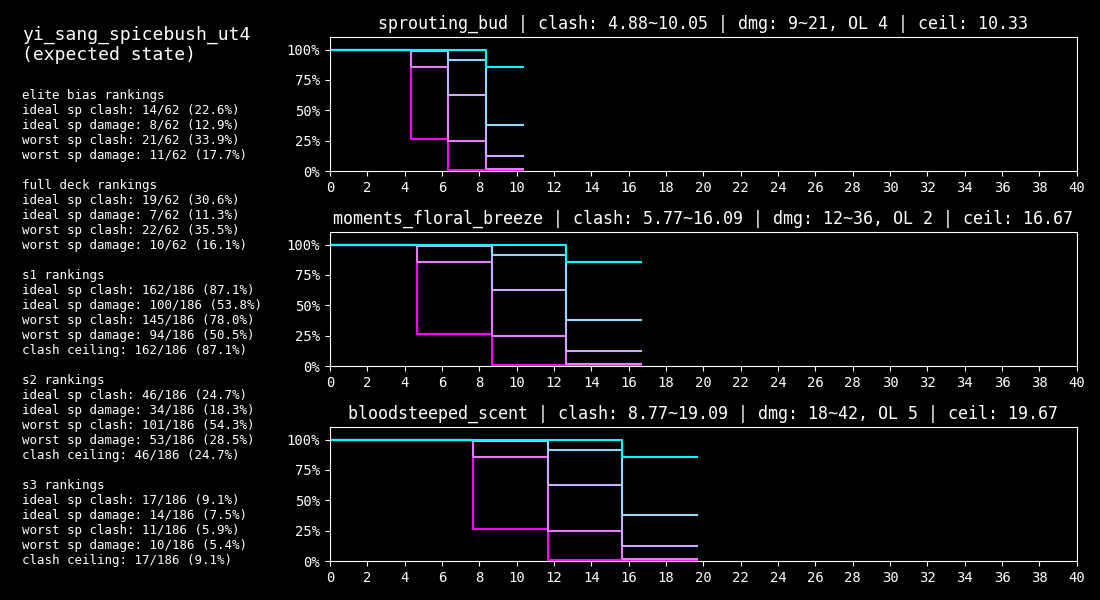 yi_sang_spicebush_ut4
(expected state)
elite bias rankings
ideal sp clash: 14/62 (22.6%)
ideal sp damage: 8/62 (12.9%)
worst sp clash: 21/62 (33.9%)
worst sp damage: 11/62 (17.7%)
full deck rankings
ideal sp clash: 19/62 (30.6%)
ideal sp damage: 7/62 (11.3%)
worst sp clash: 22/62 (35.5%)
worst sp damage: 10/62 (16.1%)
s1 rankings
ideal sp clash: 162/186 (87.1%)
ideal sp damage: 100/186 (53.8%)
worst sp clash: 145/186 (78.0%)
worst sp damage: 94/186 (50.5%)
clash ceiling: 162/186 (87.1%)
s2 rankings
ideal sp clash: 46/186 (24.7%)
ideal sp damage: 34/186 (18.3%)
worst sp clash: 101/186 (54.3%)
worst sp damage: 53/186 (28.5%)
clash ceiling: 46/186 (24.7%)
s3 rankings
ideal sp clash: 17/186 (9.1%)
ideal sp damage: 14/186 (7.5%)
worst sp clash: 11/186 (5.9%)
worst sp damage: 10/186 (5.4%)
clash ceiling: 17/186 (9.1%)
sprouting_bud | clash: 4.88~10.05 | dmg: 9~21, OL 4 | ceil: 10.33
100%
75%
50%
25%
0%
0 2 4 6 8 10 12 14 16 18 20 22 24 26 28 30 32 34 36 38 40
moments_floral_breeze | clash: 5.77~16.09 | dmg: 12~36, OL 2 | ceil: 16.67
100%
75%
50%
25%
0%
0 2 4 6 8 10 12 14 16 18 20 22 24 26 28 30 32 34 36 38 40
bloodsteeped_scent | clash: 8.77~19.09 | dmg: 18~42, OL 5 | ceil: 19.67
100%
75%
50%
25%
0%
0 2 4 6 8 10 12 14 16 18 20 22 24 26 28 30 32 34 36 38 40